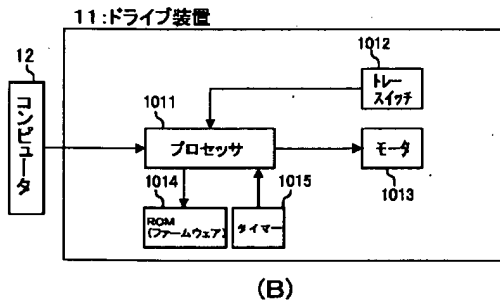 11:ドライブ装置
12
コンピュータ
1012
トレー
スイッチ
1011
プロセッサ
モータ
1013
1014
ROM
(ファームウェア)
1015
タイマー
(B)